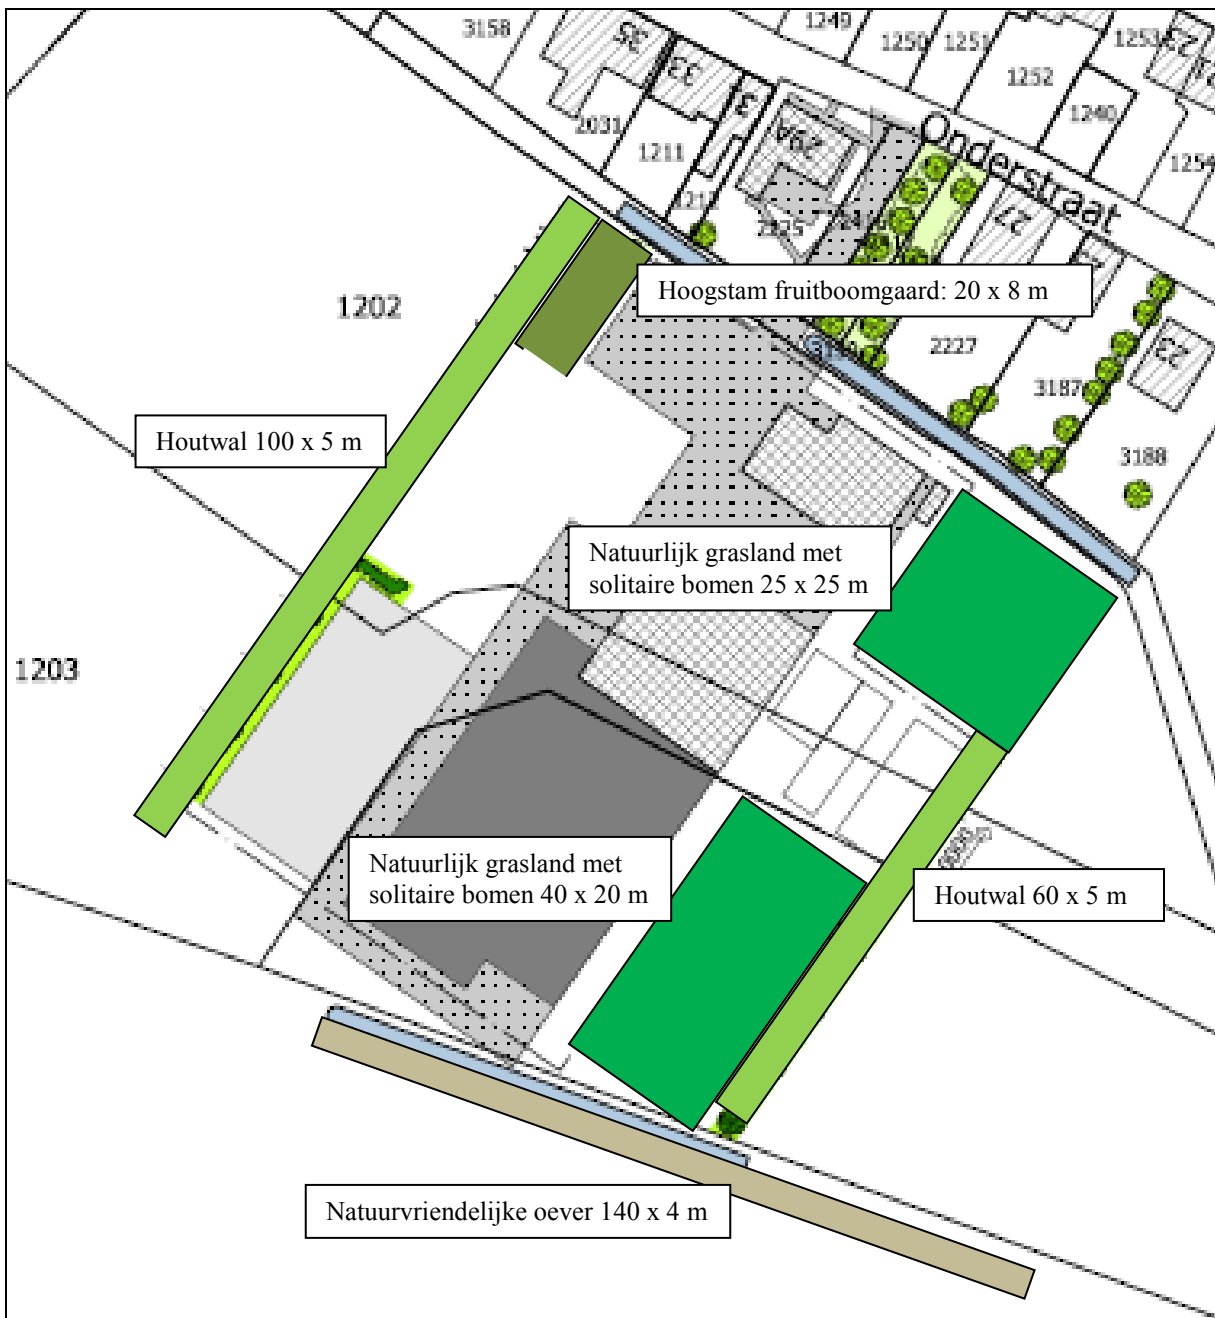 3158
1249
1250
1251
1252
1253
35
33
2031
1211
1240
1254
Onderstraat
27
2225
Hoogstam fruitboomgaard: 20 x 8 m
1202
2227
23
3187
3188
Houtwal 100 x 5 m
Natuurlijk grasland met
solitaire bomen 25 x 25 m
1203
Natuurlijk grasland met
solitaire bomen 40 x 20 m
Houtwal 60 x 5 m
Natuurvriendelijke oever 140 x 4 m